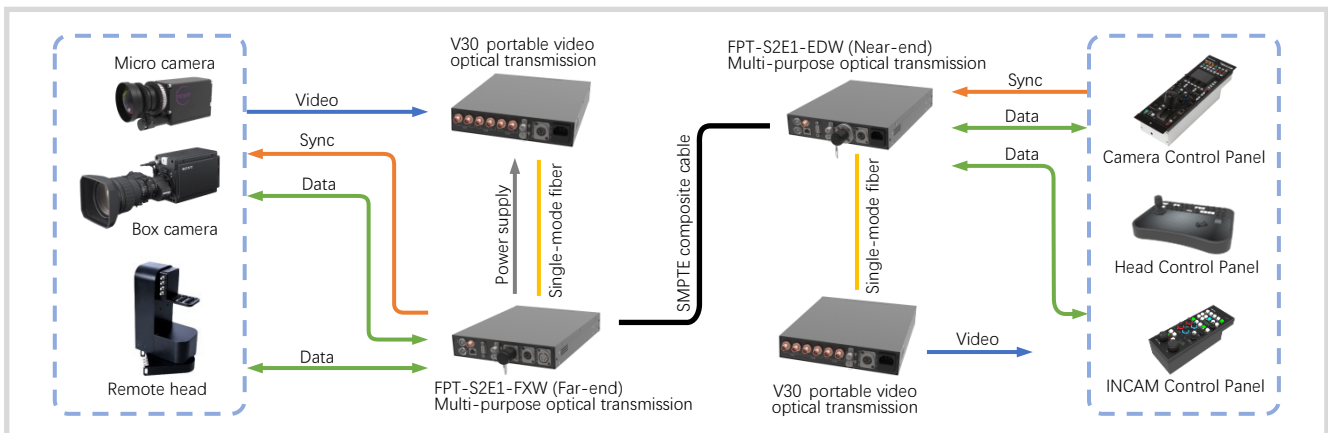 Micro camera
Box camera
Remote head
Video
Sync
Data
Data
V30 portable video
optical transmission
Power supply
Single-mode fiber
FPT-S2E1-FXW (Far-end)
Multi-purpose optical transmission
SMPTE composite cable
FPT-S2E1-EDW (Near-end)
Multi-purpose optical transmission
Single-mode fiber
V30 portable video
optical transmission
Video
Sync
Data
Data
Camera Control Panel
Head Control Panel
INCAM Control Panel